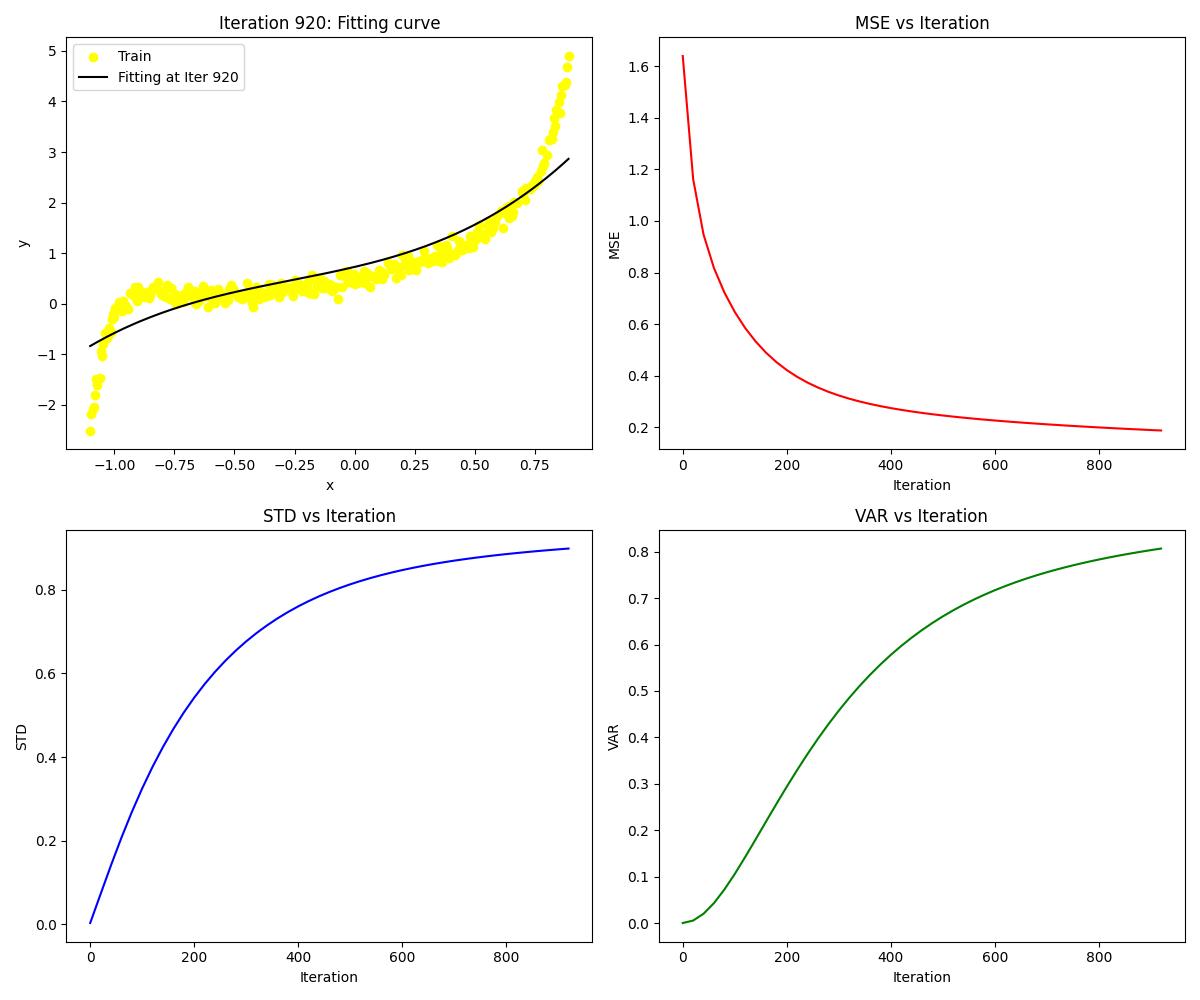 Iteration 920: Fitting curve
Train
Fitting at Iter 920
5
4
3
2
1
0
−1
−2
y
−1.00 −0.75 −0.50 −0.25 0.00 0.25 0.50 0.75
x
MSE vs Iteration
1.6
1.4
1.2
1.0
0.8
0.6
0.4
0.2
MSE
0 200 400 600 800
Iteration
STD vs Iteration
0.8
0.6
0.4
0.2
0.0
STD
0 200 400 600 800
Iteration
VAR vs Iteration
0.8
0.7
0.6
0.5
0.4
0.3
0.2
0.1
0.0
VAR
0 200 400 600 800
Iteration